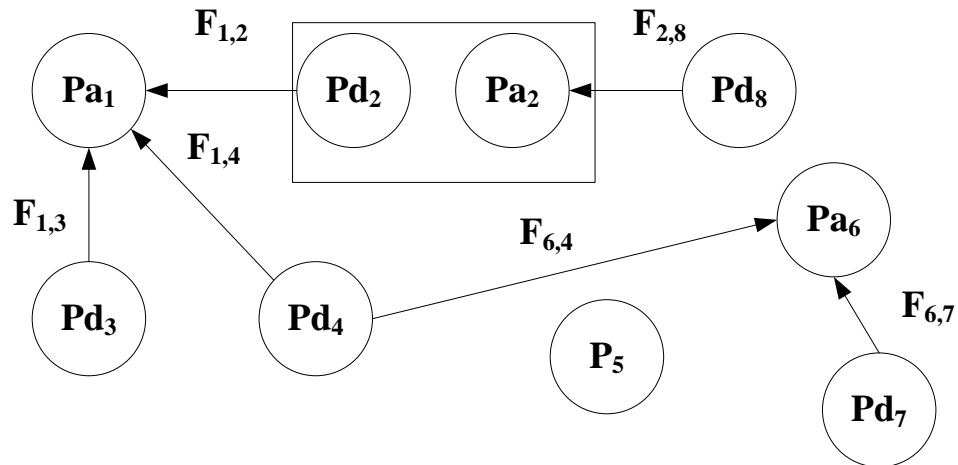 F1,2
F2,8
Pa1
Pd2
Pa2
Pd8
F1,4
F1,3
F6,4
Pa6
Pd3
Pd4
P5
F6,7
Pd7